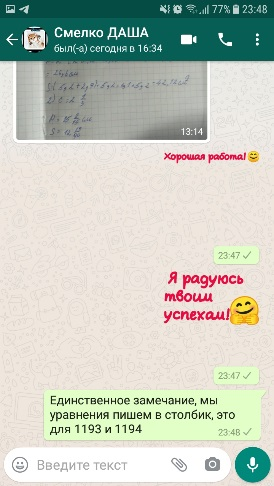 77% 23:48
Смелко ДАША
был(-а) сегодня в 16:34
13:14
Хорошая работа!
23:47
Я радуюсь
твоим
успехам!
23:47
Единственное замечание, мы
уравнения пишем в столбик, это
для 1193 и 1194
23:48
Введите текст